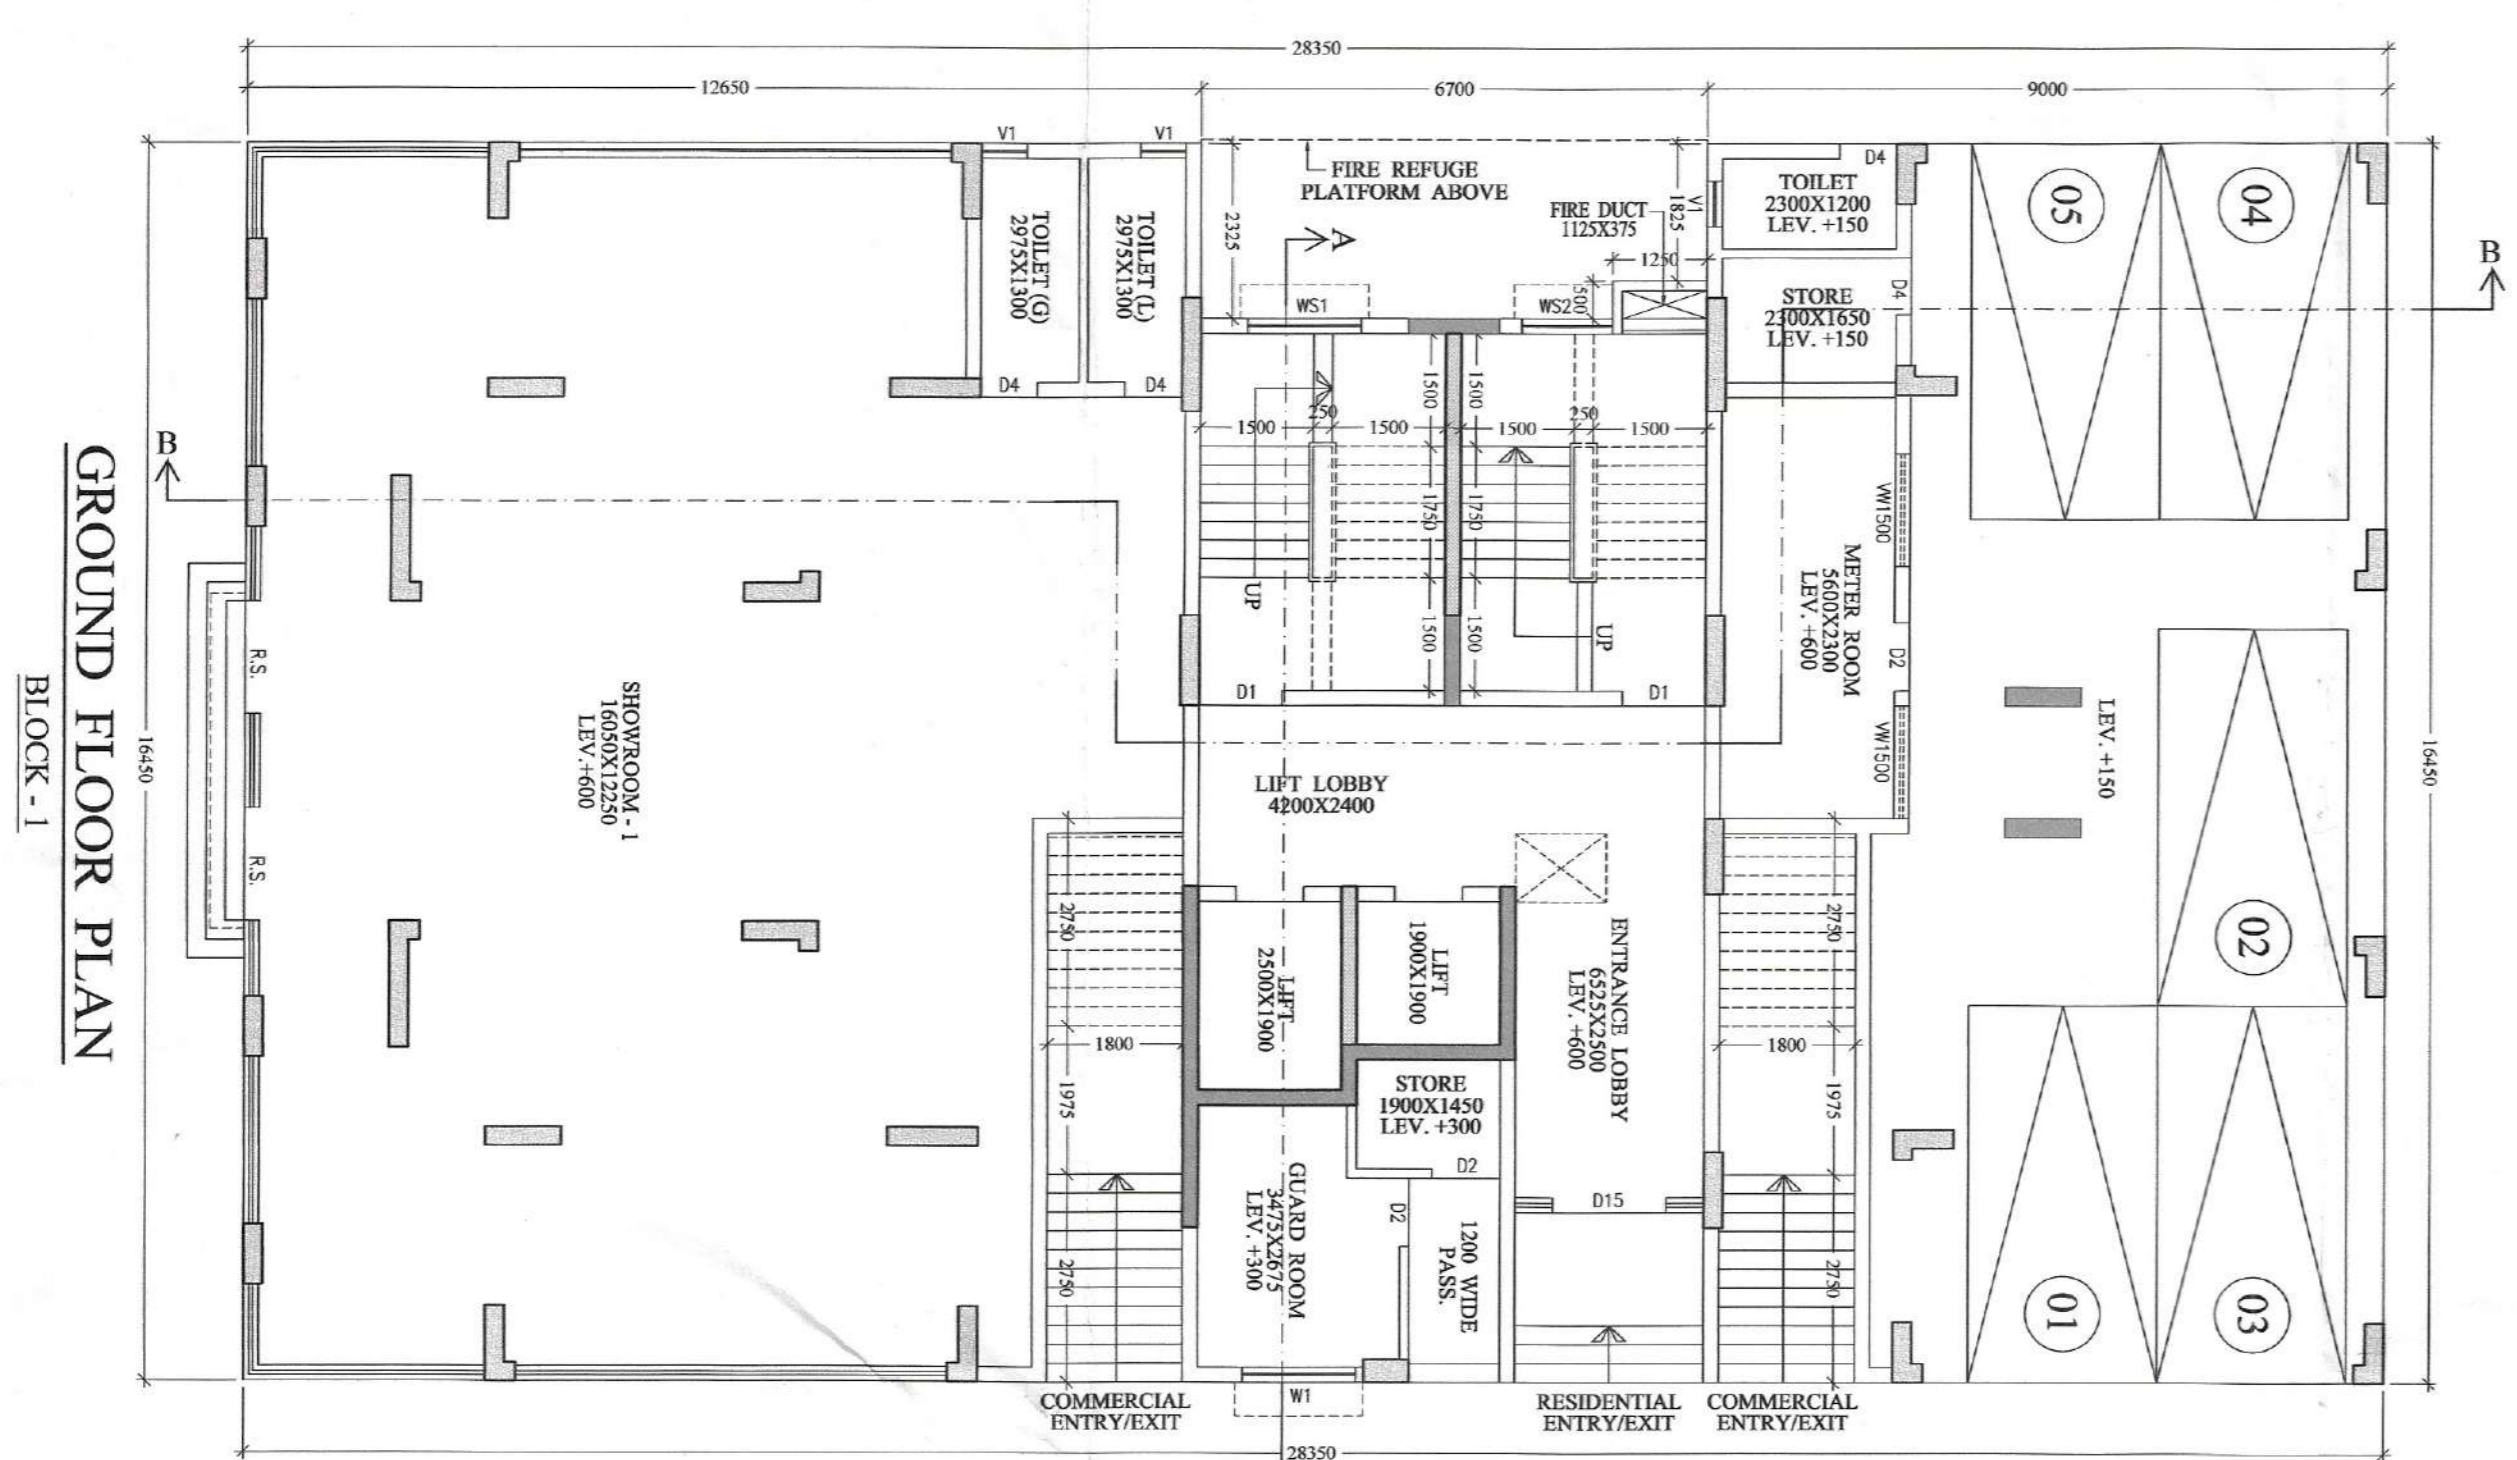 28350
12650
6700
9000
V1
V1
FIRE REFUGE
PLATFORM ABOVE
D4
TOILET
2300X1200
LEV. +150
V1
05
04
TOILET (G)
2975X1300
TOILET (L)
2975X1300
2325
A
FIRE DUCT
1125X375
1825
1250
500
B
WS1
WS2
D4
STORE
2300X1650
LEV. +150
D4
D4
1500
1500
250
250
1500
1500
1500
1500
B
1750
1750
VW1500
UP
UP
1500
1500
METER ROOM
5600X2300
LEV. +600
D2
R.S.
D1
D1
SHOWROOM - 1
16050X12250
LEV.+600
16450
16450
LEV. +150
VW1500
LIFT LOBBY
4200X2400
R.S.
GROUND FLOOR PLAN
BLOCK - 1
2750
2750
02
LIFT
2500X1900
LIFT
1900X1900
ENTRANCE LOBBY
6525X2500
LEV. +600
1800
1800
1975
1975
STORE
1900X1450
LEV. +300
D2
GUARD ROOM
3475X2675
LEV. +300
D2
D15
1200 WIDE
PASS.
2750
2750
01
03
W1
COMMERCIAL
ENTRY/EXIT
RESIDENTIAL
ENTRY/EXIT
COMMERCIAL
ENTRY/EXIT
28350